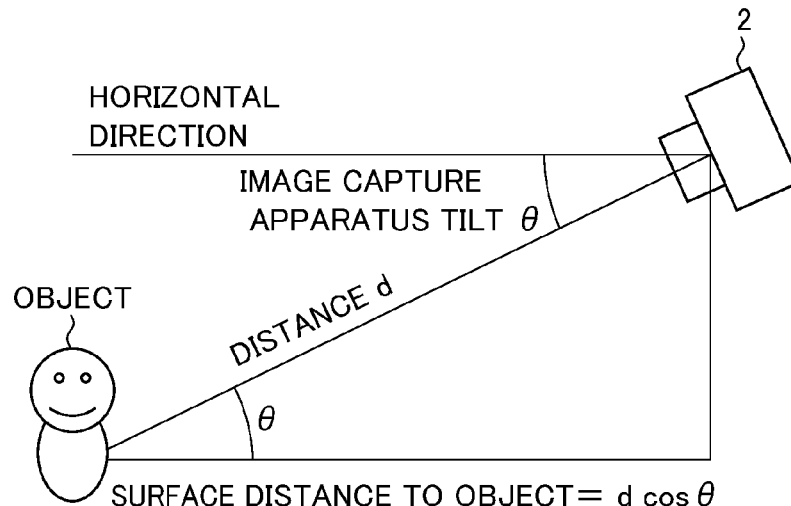 2
HORIZONTAL
DIRECTION
IMAGE CAPTURE
APPARATUS TILT θ
OBJECT
DISTANCE d
θ
SURFACE DISTANCE TO OBJECT= d cos θ